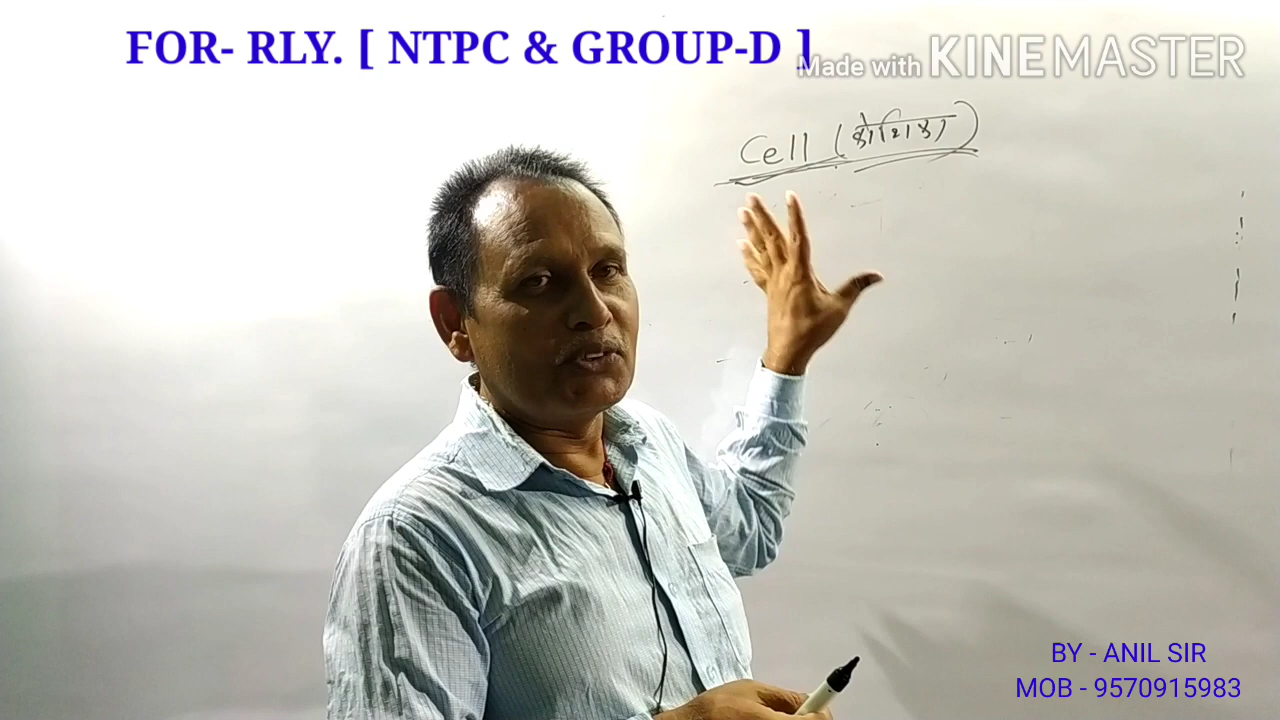 FOR- RLY. [ NTPC & GROUP-D ]
Made with KINEMASTER
Cell (कोशिका)
BY - ANIL SIR
MOB - 9570915983